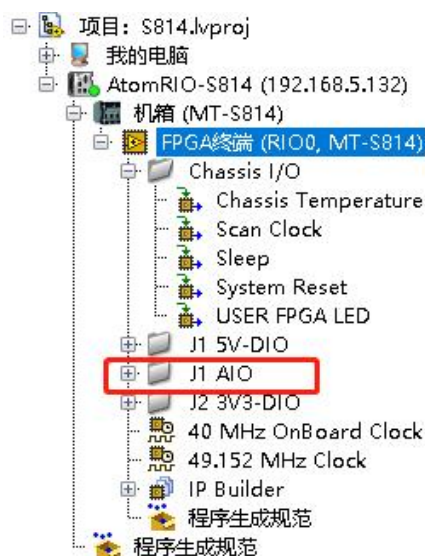 项目: S814.lvproj
我的电脑
AtomRIO-S814 (192.168.5.132)
机箱 (MT-S814)
FPGA终端 (RIO0, MT-S814)
Chassis I/O
Chassis Temperature
Scan Clock
Sleep
System Reset
USER FPGA LED
J1 5V-DIO
J1 AIO
J2 3V3-DIO
40 MHz OnBoard Clock
49.152 MHz Clock
IP Builder
程序生成规范
程序生成规范